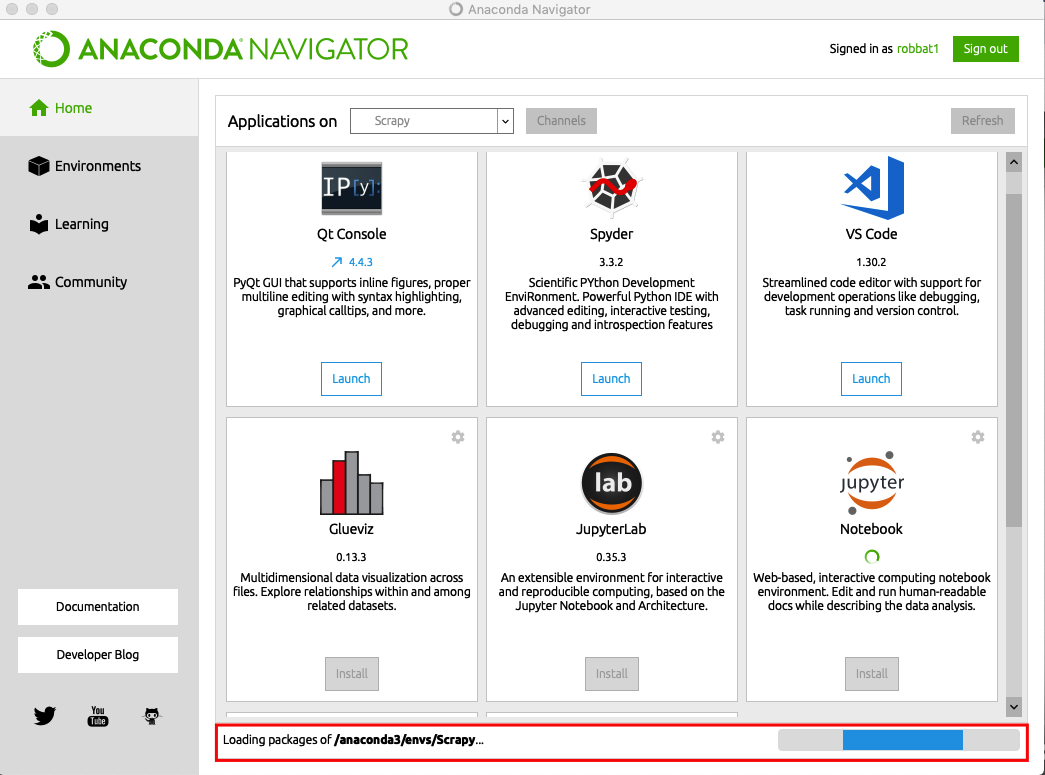 Anaconda Navigator
ANACONDA NAVIGATOR
Signed in as robbat1
Sign out
Home
Environments
Learning
Community
Documentation
Developer Blog
You
Tube
Applications on
Scrapy
Channels
Refresh
IP[y]:
Qt Console
4.4.3
PyQt GUI that supports inline figures, proper
multiline editing with syntax highlighting,
graphical calltips, and more.
Launch
Spyder
3.3.2
Scientific PYthon Development
EnviRonment. Powerful Python IDE with
advanced editing, interactive testing,
debugging and introspection features
Launch
VS Code
1.30.2
Streamlined code editor with support for
development operations like debugging,
task running and version control.
Launch
Glueviz
0.13.3
Multidimensional data visualization across
files. Explore relationships within and among
related datasets.
Install
lab
JupyterLab
0.35.3
An extensible environment for interactive
and reproducible computing, based on the
Jupyter Notebook and Architecture.
Install
jupyter
Notebook
Web-based, interactive computing notebook
environment. Edit and run human-readable
docs while describing the data analysis.
Install
Loading packages of /anaconda3/envs/Scrapy...